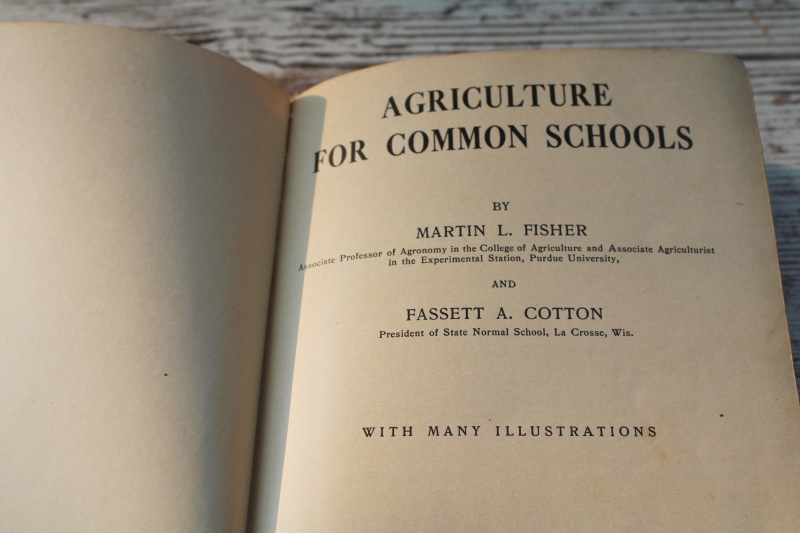 AGRICULTURE
FOR COMMON SCHOOLS
BY
MARTIN L. FISHER
Associate Professor of Agronomy in the College of Agriculture and Associate Agriculturist
in the Experimental Station, Purdue University,
AND
FASSETT A. COTTON
President of State Normal School, La Crosse, Wis.
WITH MANY ILLUSTRATIONS